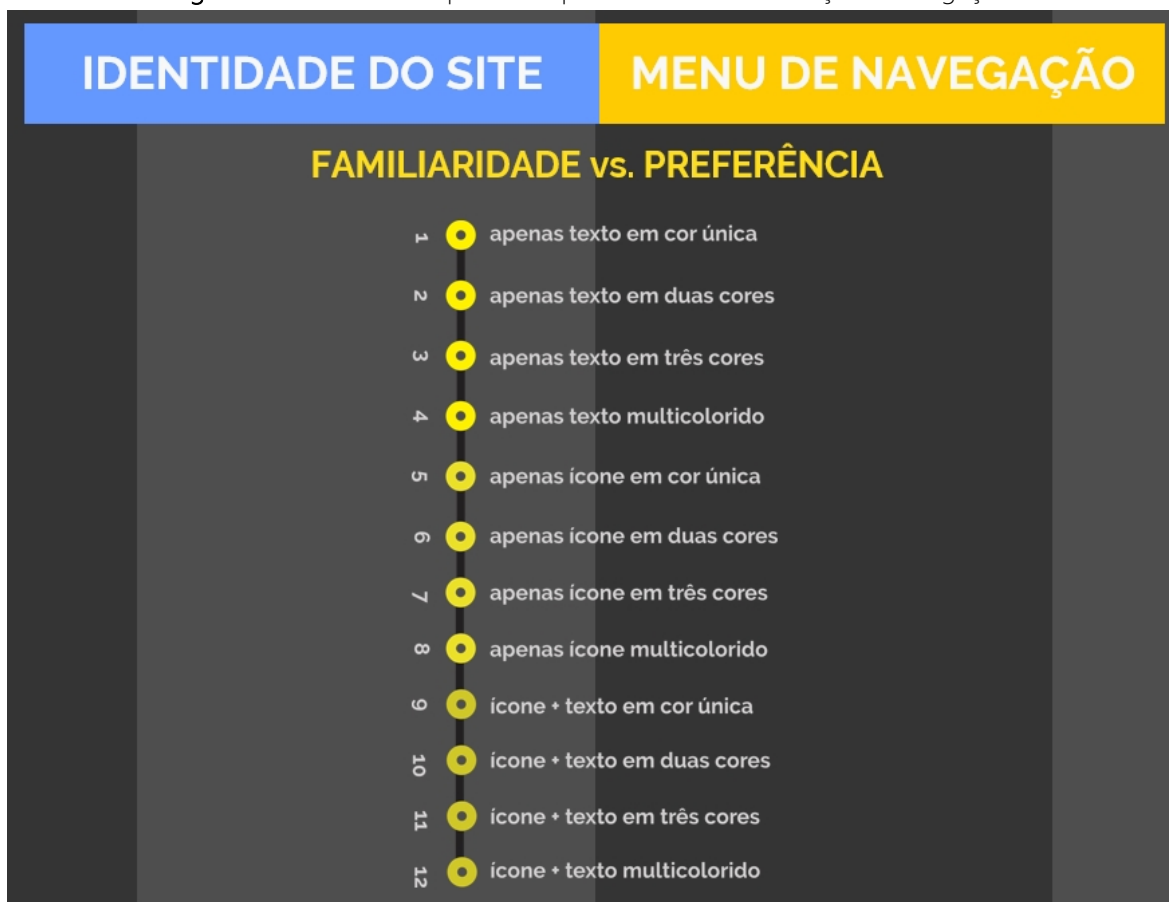 IDENTIDADE DO SITE
MENU DE NAVEGAÇÃO
FAMILIARIDADE vs. PREFERÊNCIA
1 apenas texto em cor única
2 apenas texto em duas cores
3 apenas texto em três cores
4 apenas texto multicolorido
5 apenas ícone em cor única
6 apenas ícone em duas cores
7 apenas ícone em três cores
8 apenas ícone multicolorido
9 ícone + texto em cor única
10 ícone + texto em duas cores
11 ícone + texto em três cores
12 ícone + texto multicolorido